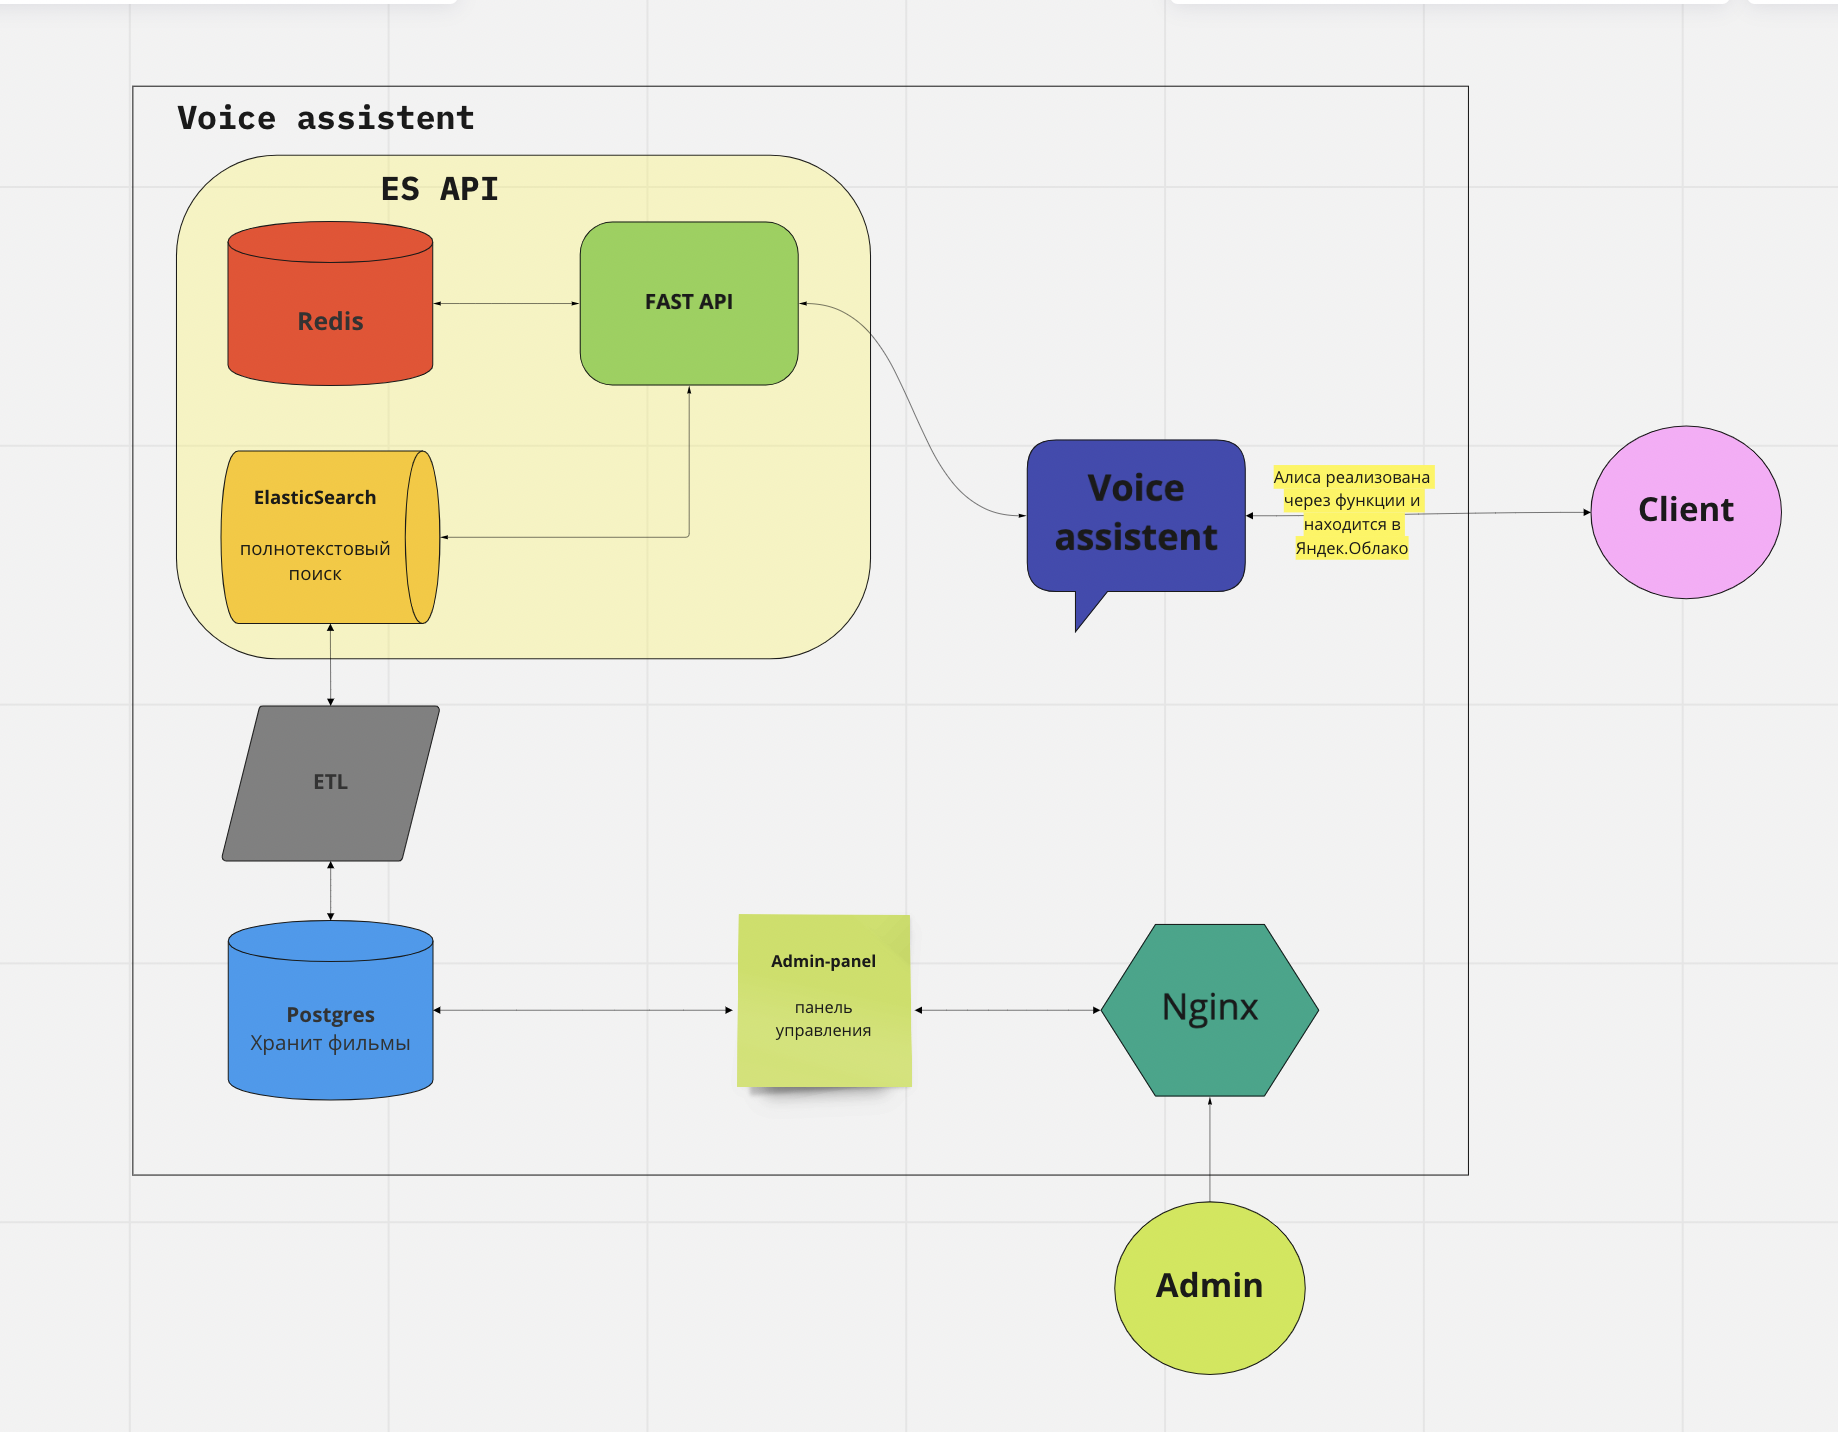 Voice assistent
ES API
Redis
FAST API
ElasticSearch
полнотекстовый
поиск
Voice
assistent
Алиса реализована
через функции и
находится в
Яндек.Облако
Client
ETL
Postgres
Хранит фильмы
Admin-panel
панель
управления
Nginx
Admin